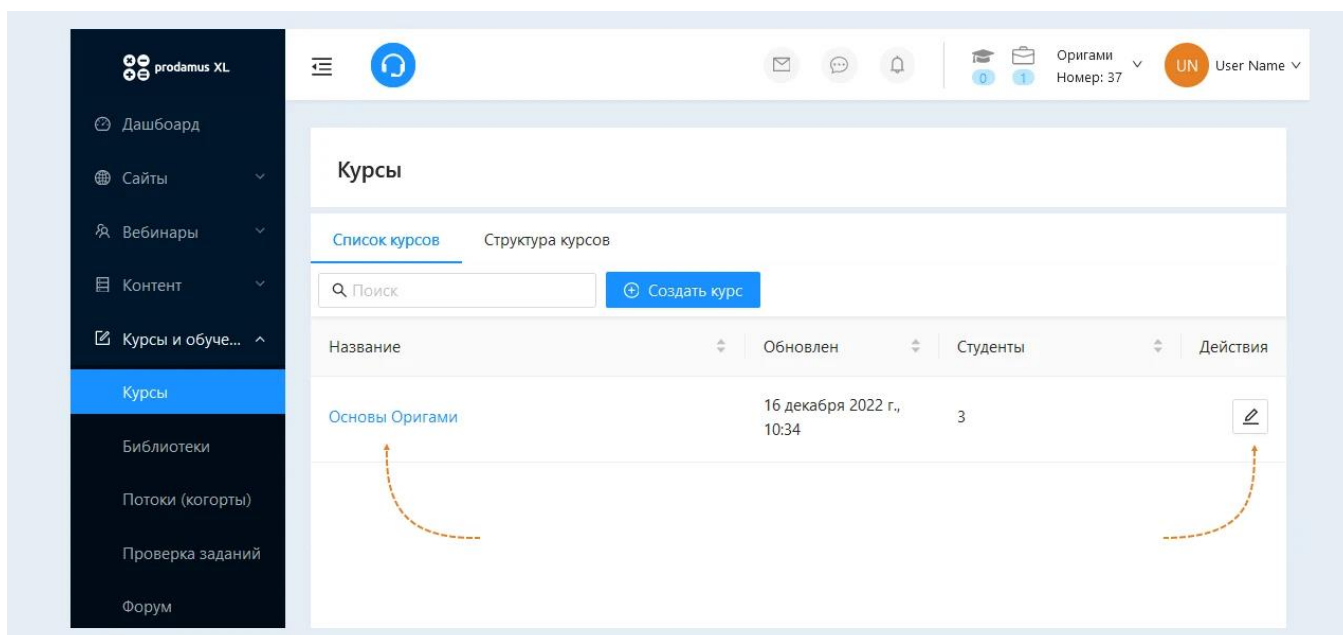 prodamus XL
0
1
Оригами
Номер: 37
UN
User Name
Дашбоард
Сайты
Вебинары
Контент
Курсы и обуче...
Курсы
Библиотеки
Потоки (когорты)
Проверка заданий
Форум
Курсы
Список курсов
Структура курсов
Поиск
Создать курс
Название
Обновлен
Студенты
Действия
Основы Оригами
16 декабря 2022 г.,
10:34
3